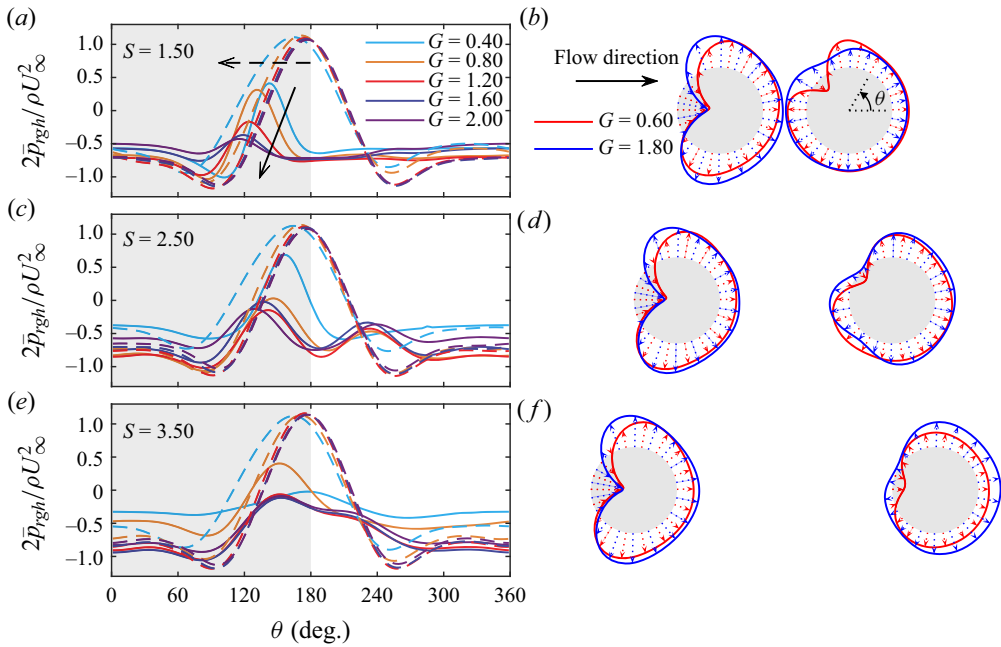 (a)
2p̄rgh/ρU²∞
1.0
0.5
0
−0.5
−1.0
S = 1.50
G = 0.40
G = 0.80
G = 1.20
G = 1.60
G = 2.00
(b)
Flow direction
θ
G = 0.60
G = 1.80
(c)
2p̄rgh/ρU²∞
1.0
0.5
0
−0.5
−1.0
S = 2.50
(d)
(e)
2p̄rgh/ρU²∞
1.0
0.5
0
−0.5
−1.0
S = 3.50
0 60 120 180 240 300 360
θ (deg.)
(f)